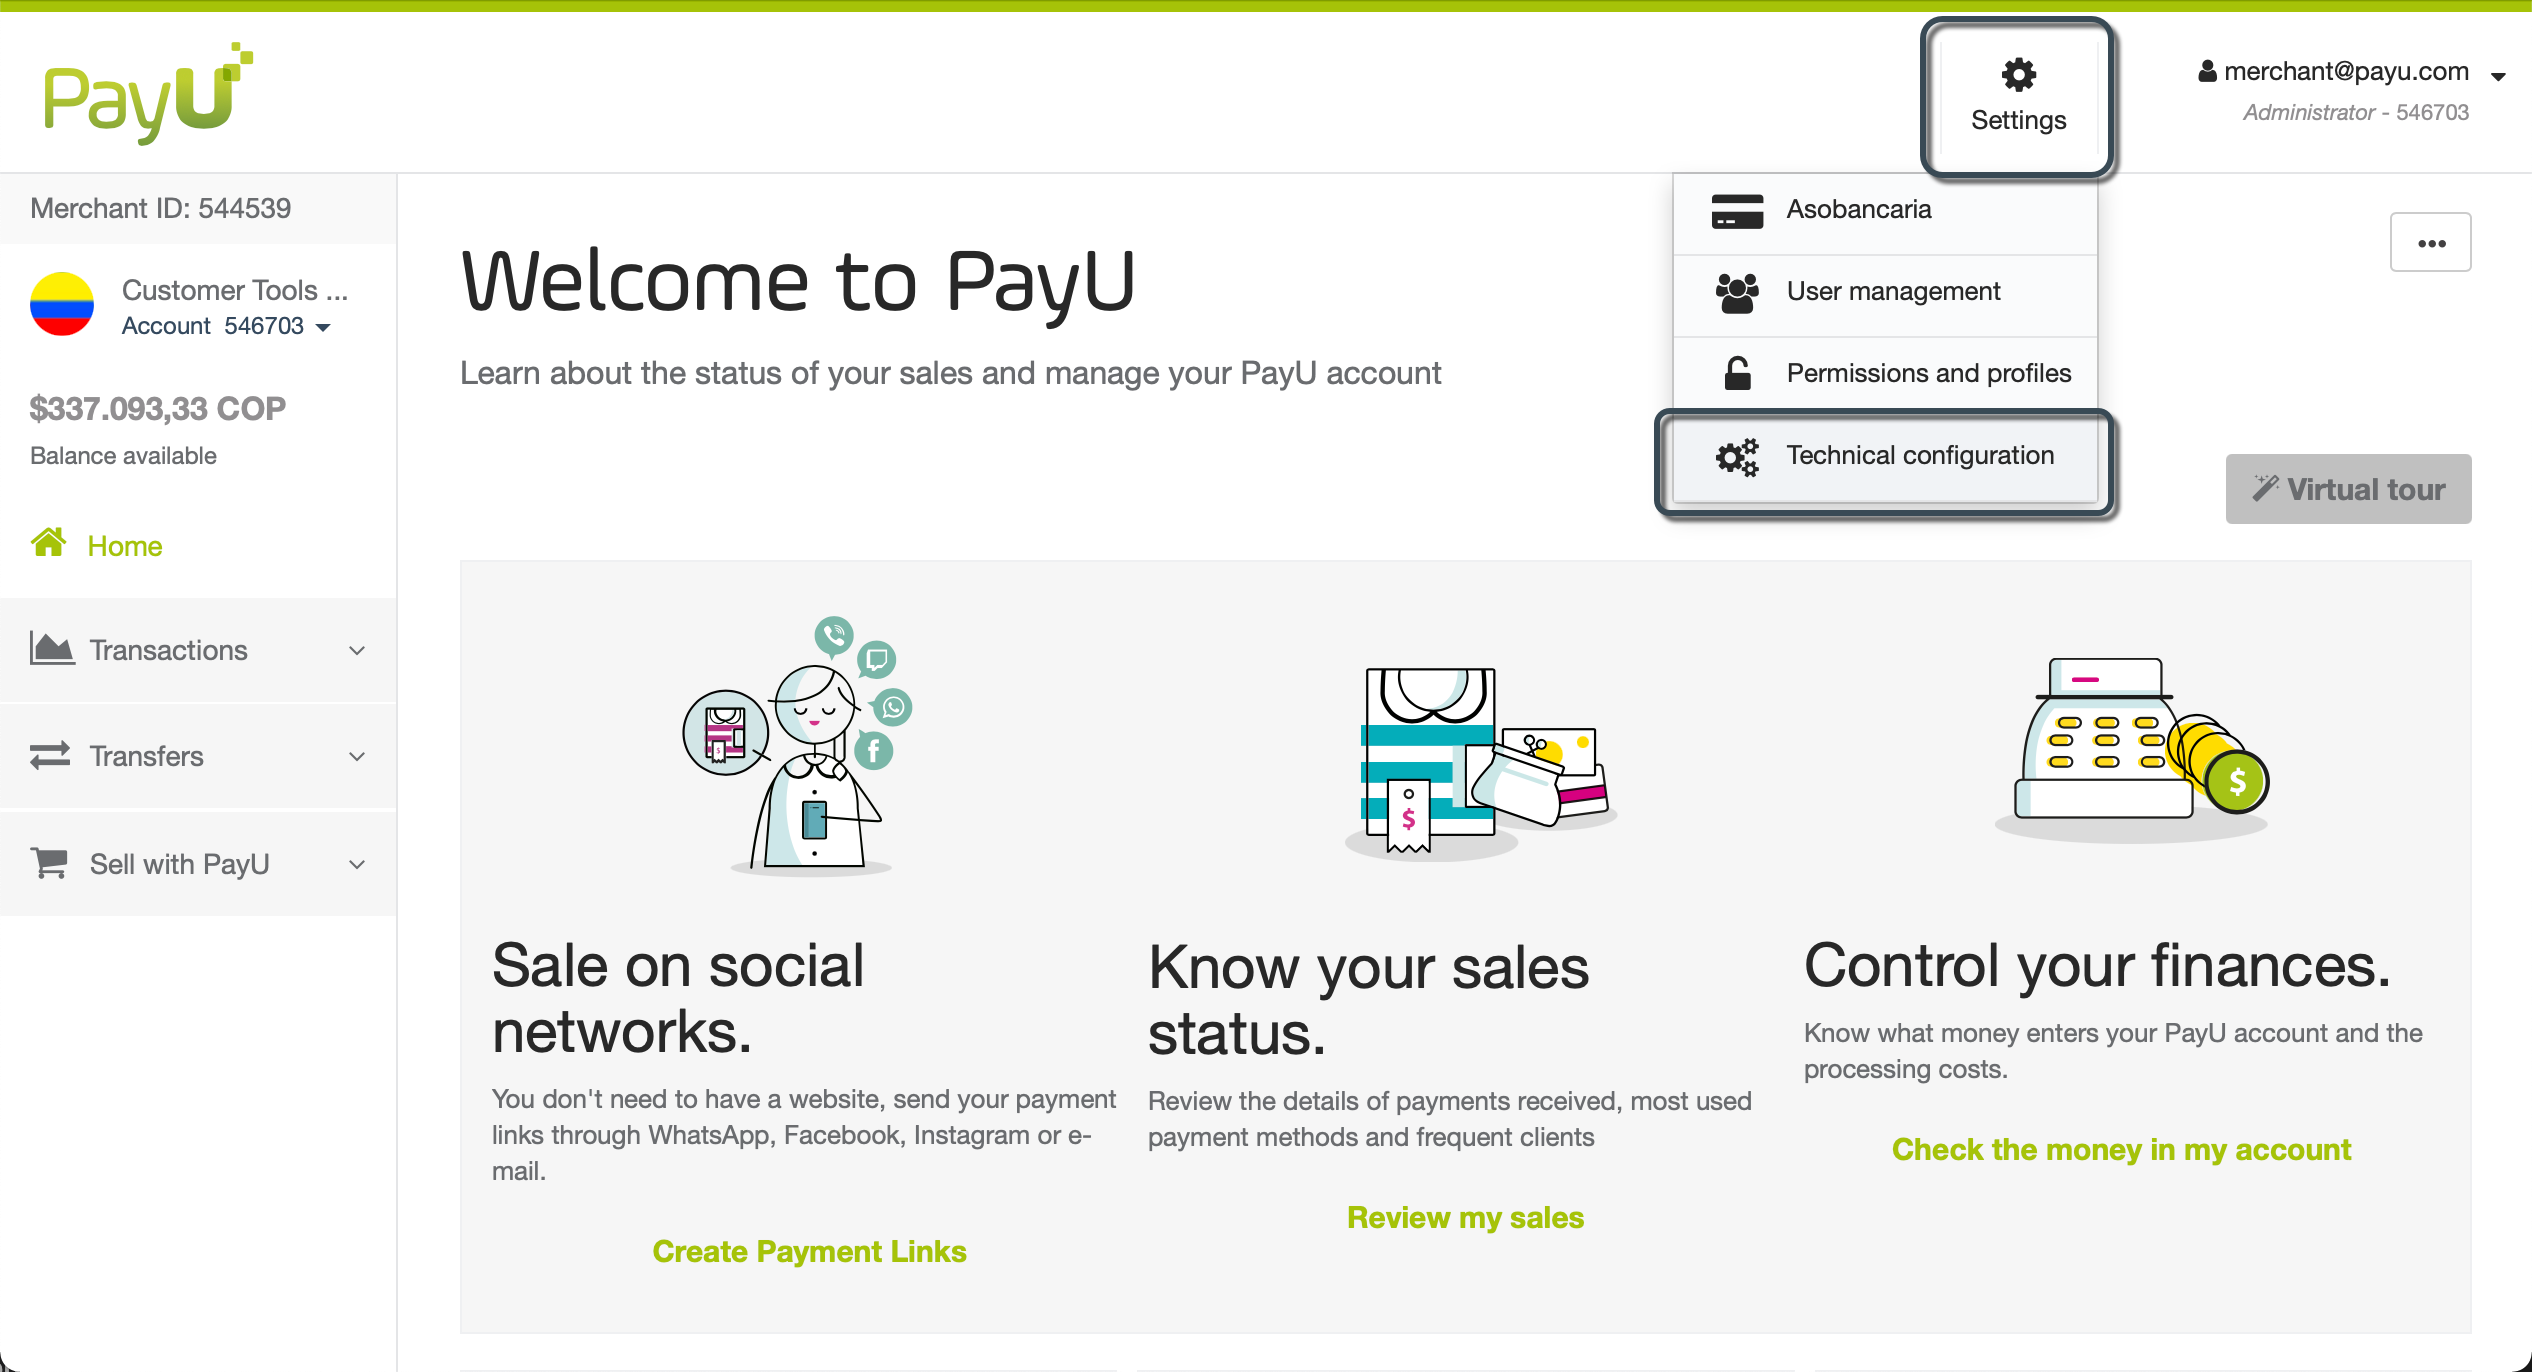 PayU
Settings
merchant@payu.com
Administrator - 546703
Merchant ID: 544539
Customer Tools ...
Account 546703
$337.093,33 COP
Balance available
Home
Transactions
Transfers
Sell with PayU
Asobancaria
User management
Permissions and profiles
Technical configuration
Welcome to PayU
Learn about the status of your sales and manage your PayU account
•••
Virtual tour
$
f
$
$
Sale on social
networks.
You don't need to have a website, send your payment
links through WhatsApp, Facebook, Instagram or e-
mail.
Create Payment Links
Know your sales
status.
Review the details of payments received, most used
payment methods and frequent clients
Review my sales
Control your finances.
Know what money enters your PayU account and the
processing costs.
Check the money in my account